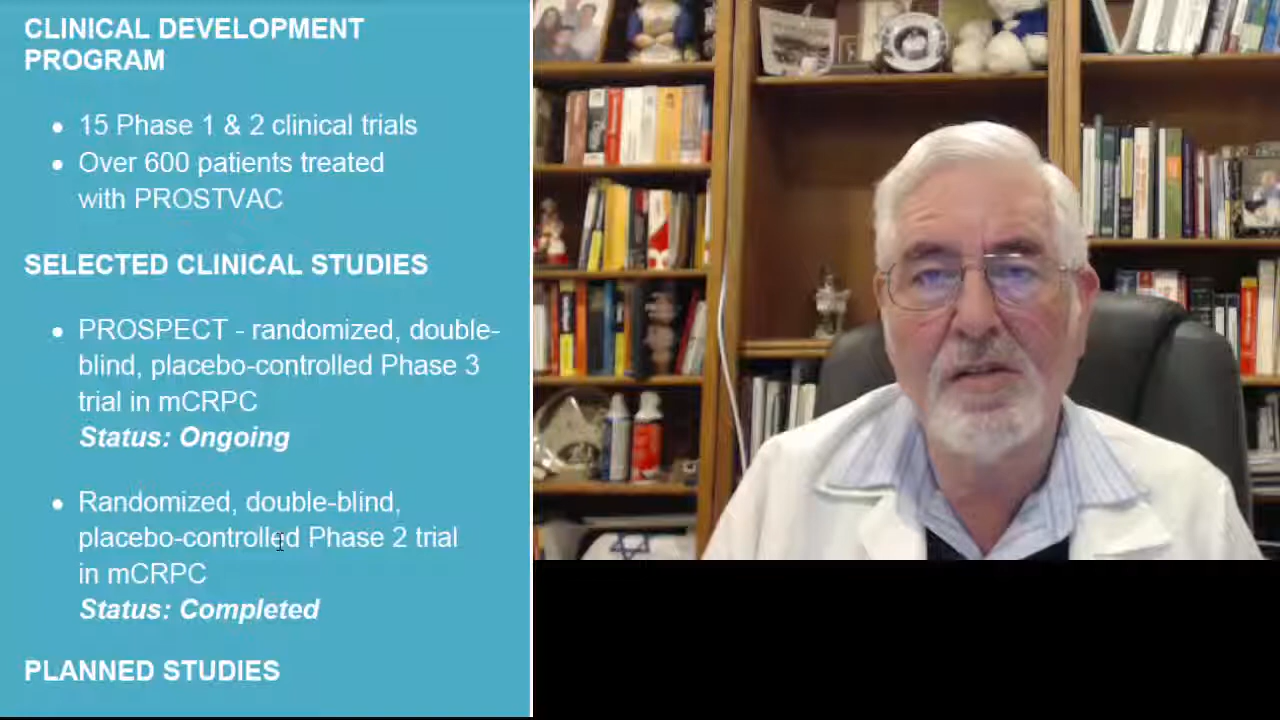 CLINICAL DEVELOPMENT
PROGRAM
• 15 Phase 1 & 2 clinical trials
• Over 600 patients treated
with PROSTVAC
SELECTED CLINICAL STUDIES
• PROSPECT - randomized, double-
blind, placebo-controlled Phase 3
trial in mCRPC
Status: Ongoing
• Randomized, double-blind,
placebo-controlled Phase 2 trial
in mCRPC
Status: Completed
PLANNED STUDIES